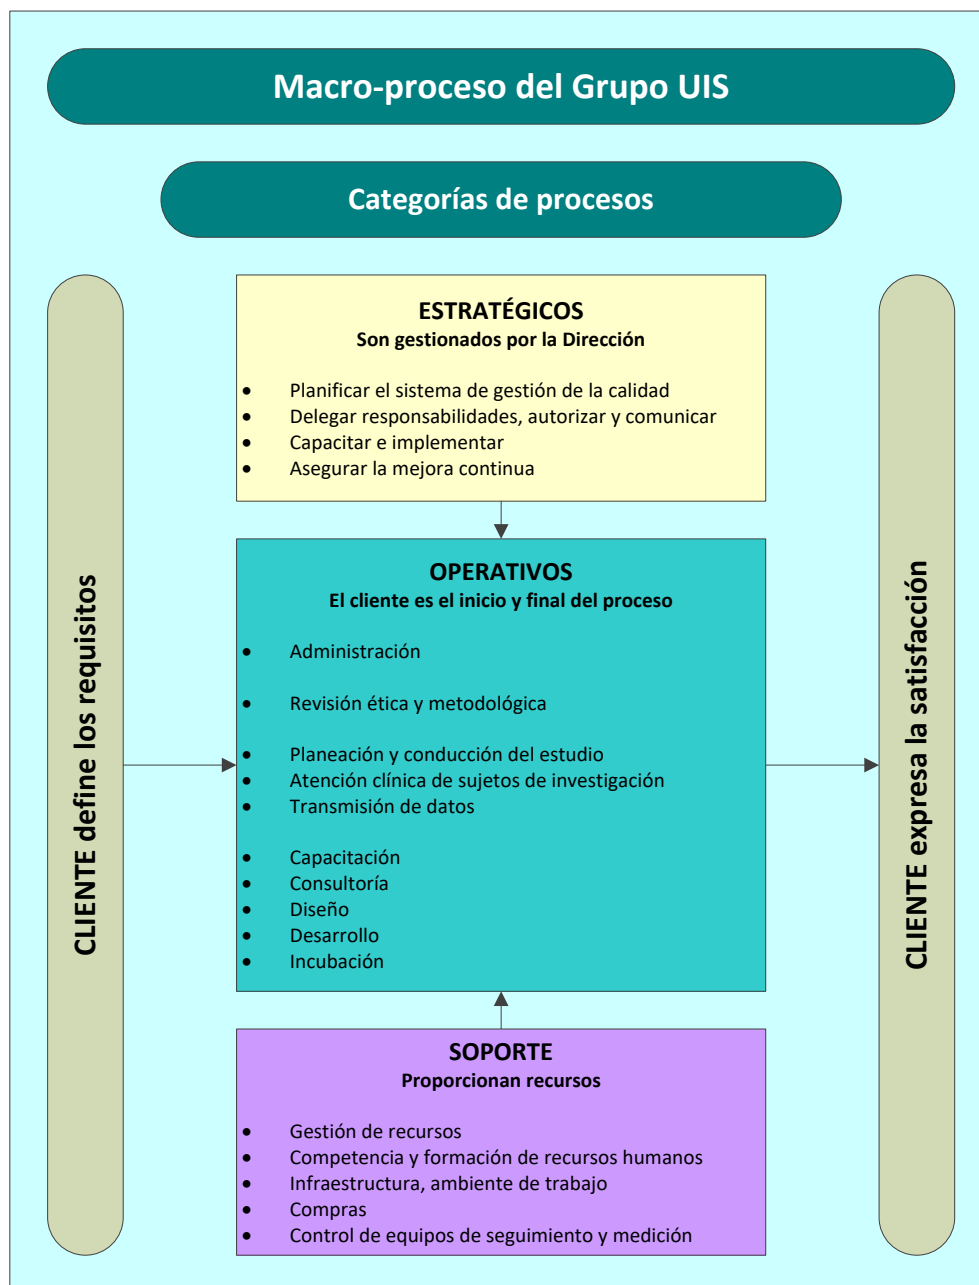 Macro-proceso del Grupo UIS
Categorías de procesos
CLIENTE define los requisitos
ESTRATÉGICOS
Son gestionados por la Dirección
• Planificar el sistema de gestión de la calidad
• Delegar responsabilidades, autorizar y comunicar
• Capacitar e implementar
• Asegurar la mejora continua
OPERATIVOS
El cliente es el inicio y final del proceso
• Administración
• Revisión ética y metodológica
• Planeación y conducción del estudio
• Atención clínica de sujetos de investigación
• Transmisión de datos
• Capacitación
• Consultoría
• Diseño
• Desarrollo
• Incubación
SOPORTE
Proporcionan recursos
• Gestión de recursos
• Competencia y formación de recursos humanos
• Infraestructura, ambiente de trabajo
• Compras
• Control de equipos de seguimiento y medición
CLIENTE expresa la satisfacción